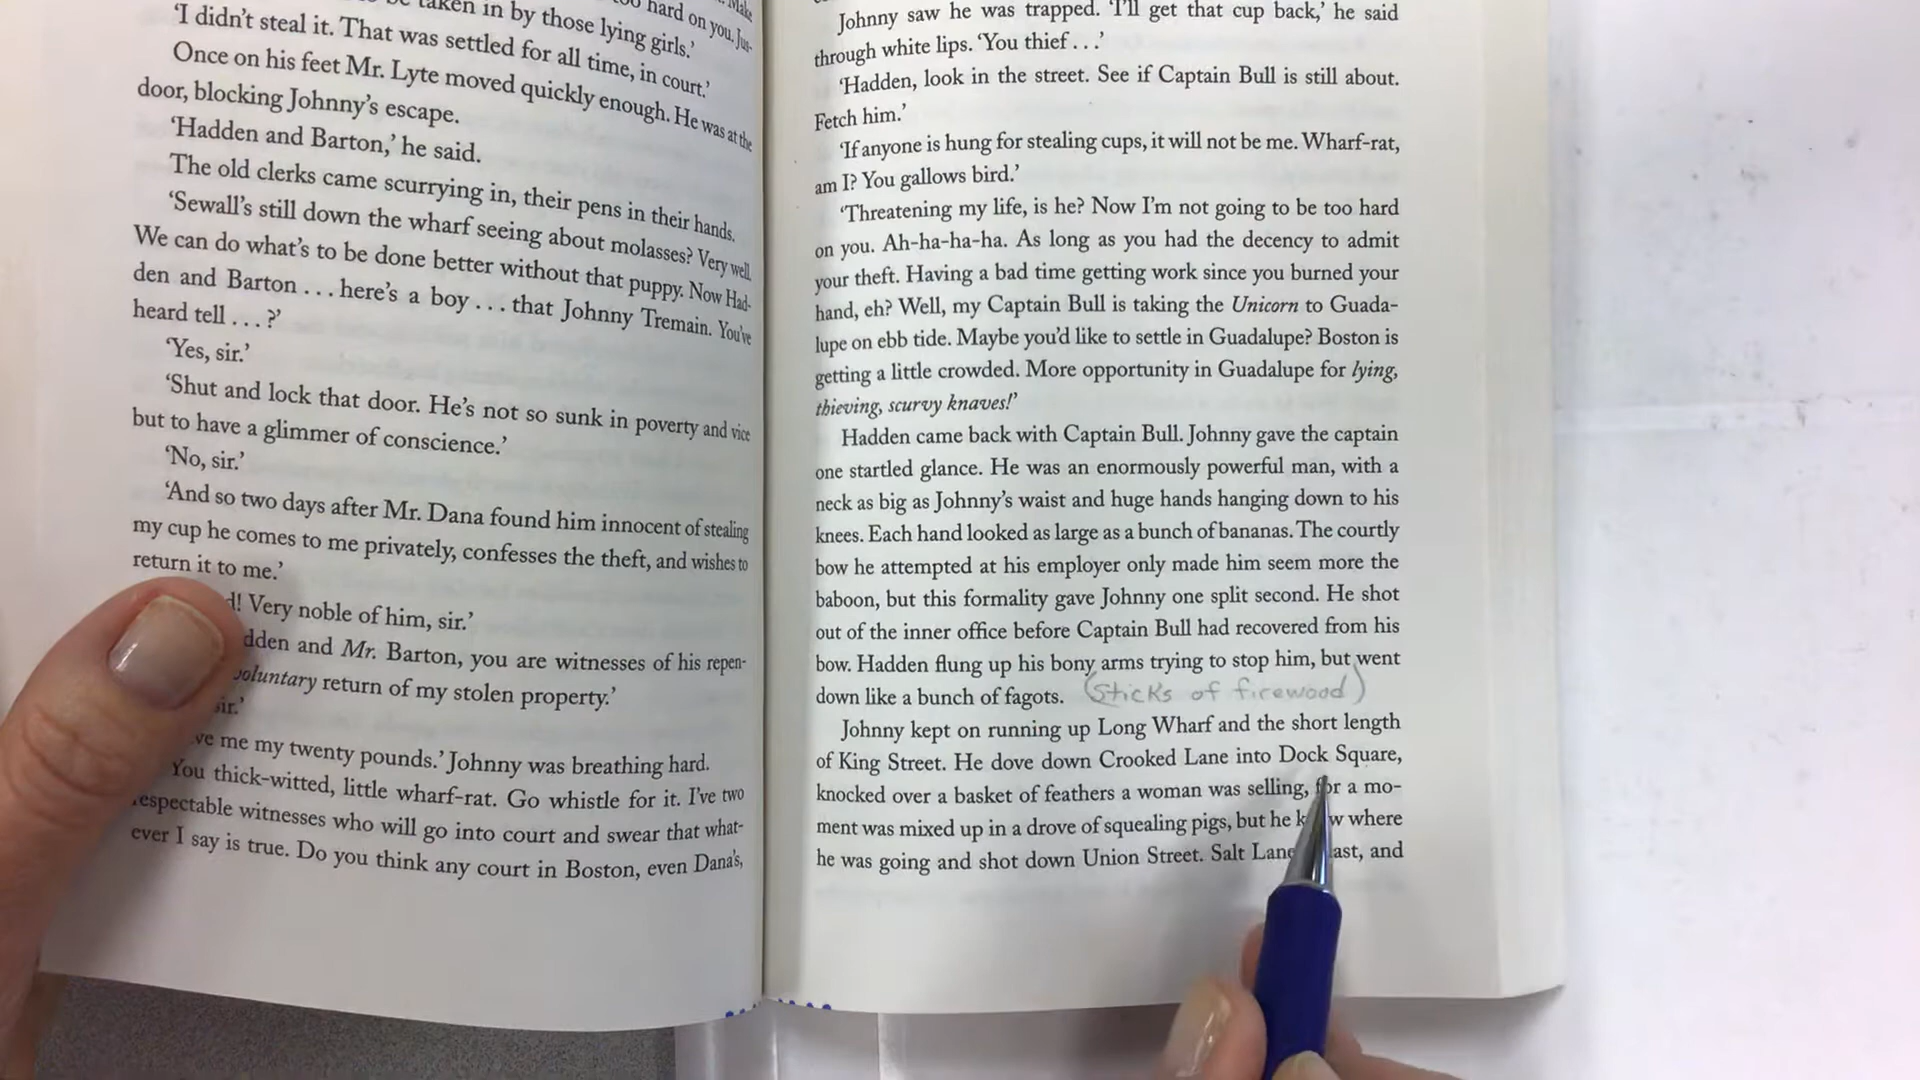 taken in by those lying girls.' too hard on you. Jus-
'I didn't steal it. That was settled for all time, in court.'
Once on his feet Mr. Lyte moved quickly enough. He was at the
door, blocking Johnny's escape.
'Hadden and Barton,' he said.
The old clerks came scurrying in, their pens in their hands.
'Sewall's still down the wharf seeing about molasses? Very well.
We can do what's to be done better without that puppy. Now Had-
den and Barton . . . here's a boy . . . that Johnny Tremain. You've
heard tell . . . ?'
'Yes, sir.'
'Shut and lock that door. He's not so sunk in poverty and vice
but to have a glimmer of conscience.'
'No, sir.'
'And so two days after Mr. Dana found him innocent of stealing
my cup he comes to me privately, confesses the theft, and wishes to
return it to me.'
d! Very noble of him, sir.'
dden and Mr. Barton, you are witnesses of his repen-
voluntary return of my stolen property.'
sir.'
ve me my twenty pounds.' Johnny was breathing hard.
You thick-witted, little wharf-rat. Go whistle for it. I've two
respectable witnesses who will go into court and swear that what-
ever I say is true. Do you think any court in Boston, even Dana's,
Johnny saw he was trapped. 'I'll get that cup back,' he said
through white lips. 'You thief . . .'
'Hadden, look in the street. See if Captain Bull is still about.
Fetch him.'
'If anyone is hung for stealing cups, it will not be me. Wharf-rat,
am I? You gallows bird.'
'Threatening my life, is he? Now I'm not going to be too hard
on you. Ah-ha-ha-ha. As long as you had the decency to admit
your theft. Having a bad time getting work since you burned your
hand, eh? Well, my Captain Bull is taking the Unicorn to Guada-
lupe on ebb tide. Maybe you'd like to settle in Guadalupe? Boston is
getting a little crowded. More opportunity in Guadalupe for lying,
thieving, scurvy knaves!'
Hadden came back with Captain Bull. Johnny gave the captain
one startled glance. He was an enormously powerful man, with a
neck as big as Johnny's waist and huge hands hanging down to his
knees. Each hand looked as large as a bunch of bananas. The courtly
bow he attempted at his employer only made him seem more the
baboon, but this formality gave Johnny one split second. He shot
out of the inner office before Captain Bull had recovered from his
bow. Hadden flung up his bony arms trying to stop him, but went
down like a bunch of fagots. (sticks of firewood)
Johnny kept on running up Long Wharf and the short length
of King Street. He dove down Crooked Lane into Dock Square,
knocked over a basket of feathers a woman was selling, for a mo-
ment was mixed up in a drove of squealing pigs, but he knew where
he was going and shot down Union Street. Salt Lane last, and